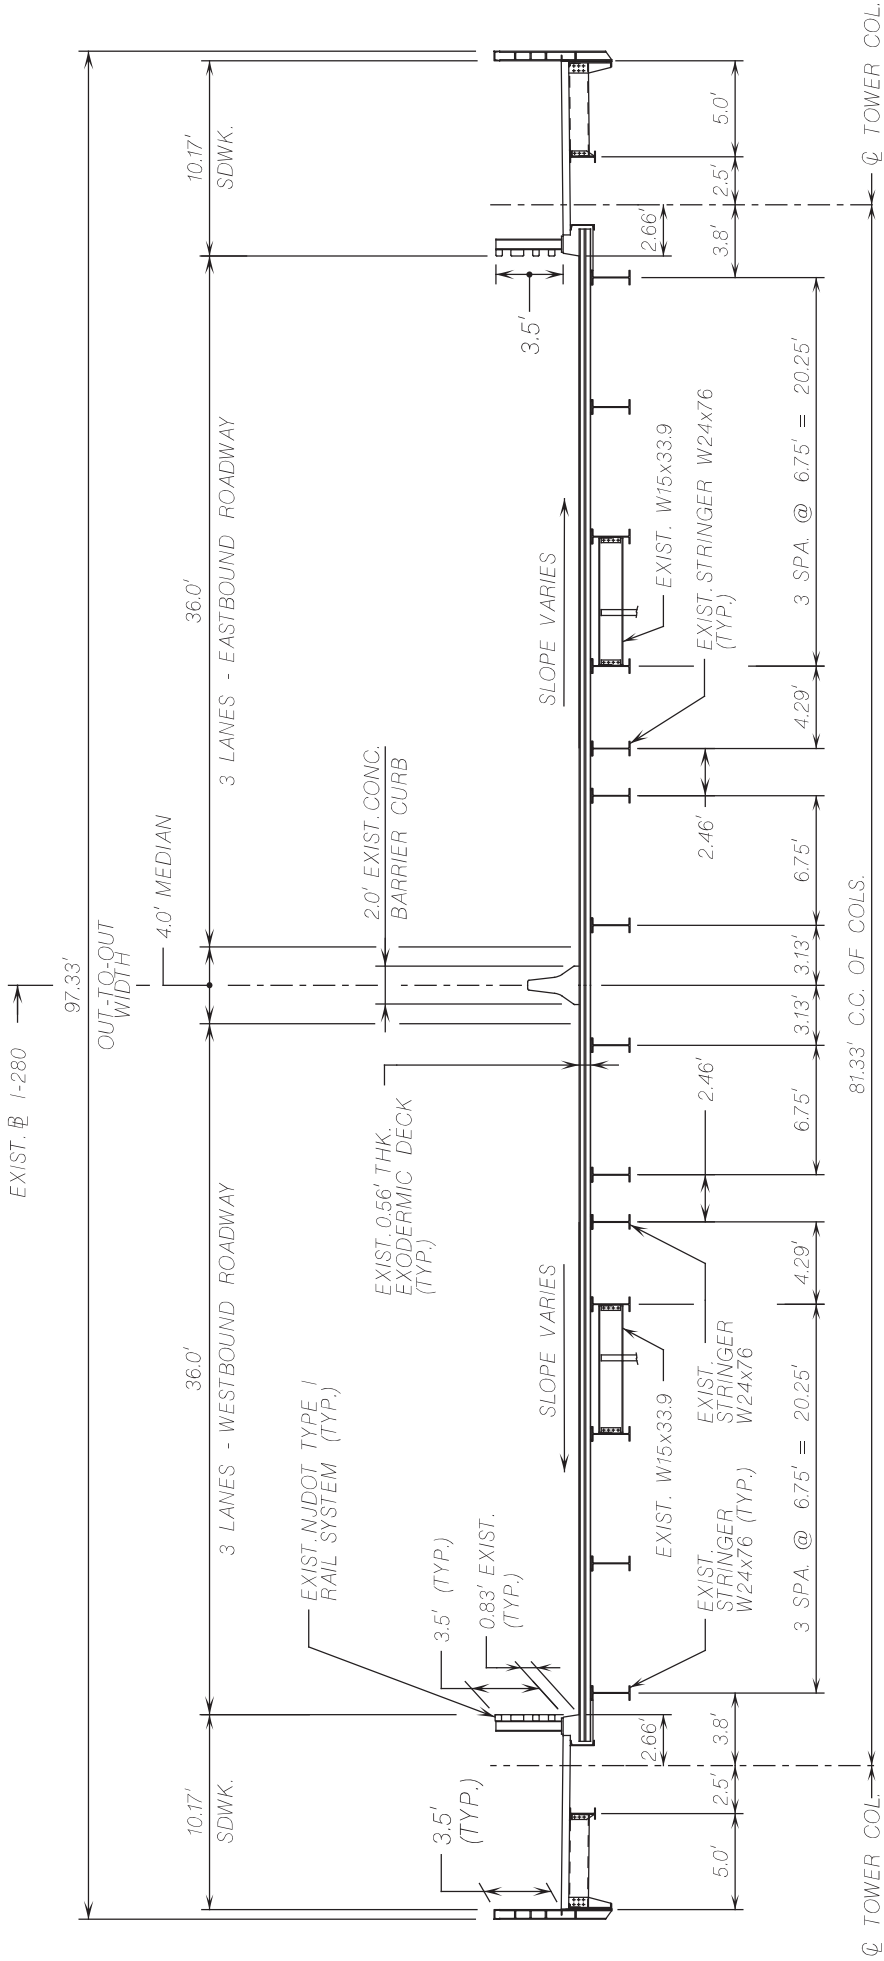 EXIST. ℄ I-280
97.33'
OUT-TO-OUT
WIDTH
4.0' MEDIAN
10.17'
SDWK.
36.0'
3 LANES - WESTBOUND ROADWAY
36.0'
3 LANES - EASTBOUND ROADWAY
10.17'
SDWK.
EXIST. NJDOT TYPE 1
RAIL SYSTEM (TYP.)
EXIST. 0.56' THK.
EXODERMIC DECK
(TYP.)
2.0' EXIST. CONC.
BARRIER CURB
3.5'
(TYP.)
3.5' (TYP.)
0.83' EXIST.
(TYP.)
SLOPE VARIES
SLOPE VARIES
3.5'
2.66'
EXIST. W15x33.9
EXIST. W15x33.9
2.66'
EXIST.
STRINGER
W24x76 (TYP.)
EXIST.
STRINGER
W24x76
2.46'
2.46'
EXIST. STRINGER W24x76
(TYP.)
5.0'
2.5'
3.8'
3.8'
2.5'
5.0'
3 SPA. @ 6.75' = 20.25'
4.29'
6.75'
3.13'
3.13'
6.75'
4.29'
3 SPA. @ 6.75' = 20.25'
℄ TOWER COL.
81.33' C.C. OF COLS.
℄ TOWER COL.